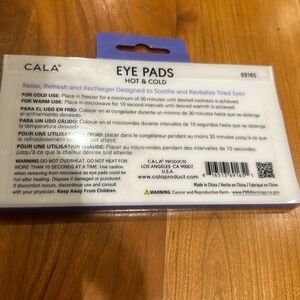 CALA®
EYE PADS
HOT & COLD
69165
Relax, Refresh and Recharge! Designed to Soothe and Revitalize Tired Eyes
FOR COLD USE: Place in freezer for a minimum of 30 minutes until desired coolness is achieved.
FOR WARM USE: Place in microwave for 10 second intervals until desired warmth is achieved.
PARA EL USO EN FRÍO: Colocar en el congelador durante un mínimo de 30 minutos hasta que se obtenga
el enfriamiento deseado.
PARA UN USO CÁLIDO: Colocar en el microondas durante intervalos de 10 segundos hasta que se obtenga
la temperatura deseada.
POUR UNE UTILISATION À FROID: placer dans le congélateur pendant au moins 30 minutes jusqu'à ce que
le refroidissement soit atteint.
POUR UNE UTILISATION CHAUDE: placer au micro-ondes pendant des intervalles de 10 secondes
jusqu'à ce que la chaleur désirée soit atteinte.
WARNING: DO NOT OVERHEAT. DO NOT HEAT FOR
MORE THAN 10 SECONDS AT A TIME. Use caution
when removing from microwave as eye pads could be
hot after heating. Dispose if damaged or punctured.
If discomfort occurs, discontinue use and consult
with your physician. Keep Away From Children.
CALA® PRODUCTS
LOS ANGELES, CA 90023
U.S.A.
www.calaproduct.com
Made in China / Hecho en China / Fabriqué en Chine.
WARNING: Cancer and Reproductive Harm - www.P65Warnings.ca.gov